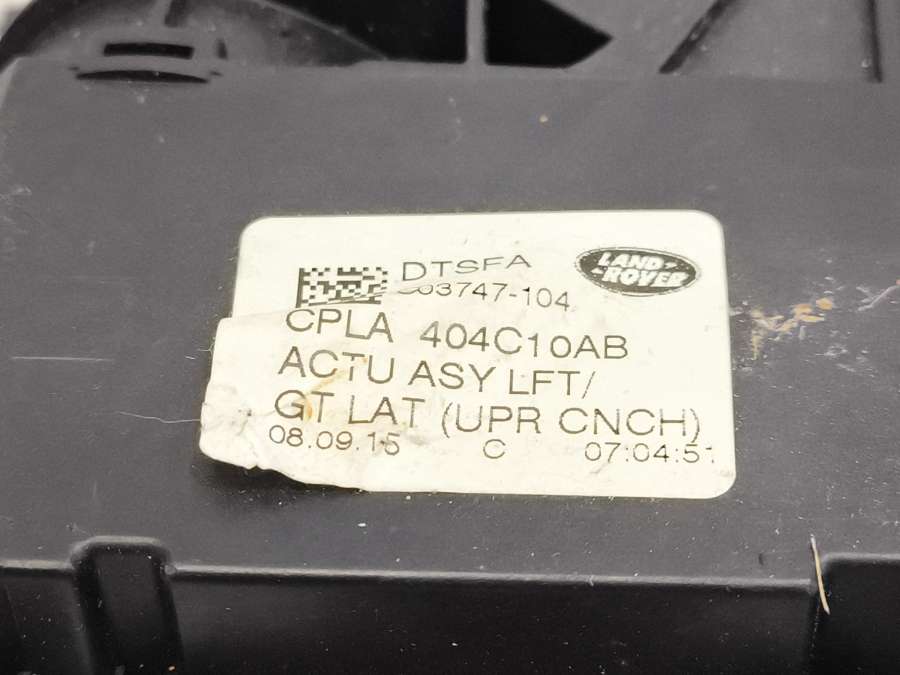 DTSFA
LAND-
-ROVER
03747-104
CPLA 404C10AB
ACTU ASY LFT/
GT LAT (UPR CNCH)
08.09.15 C 07:04:51